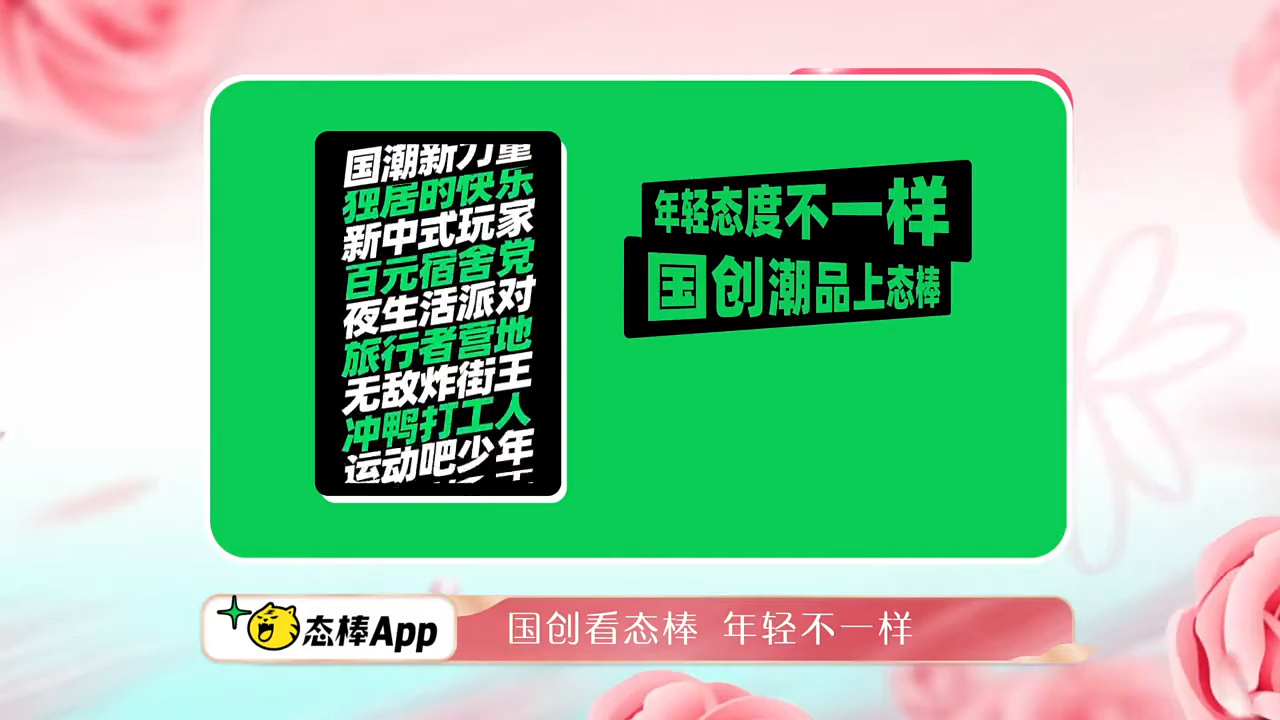 国潮新力量
独居的快乐
新中式玩家
百元宿舍党
夜生活派对
旅行者营地
无敌炸街王
冲鸭打工人
运动吧少年
年轻态度不一样
国创潮品上态棒
态棒App
国创看态棒 年轻不一样